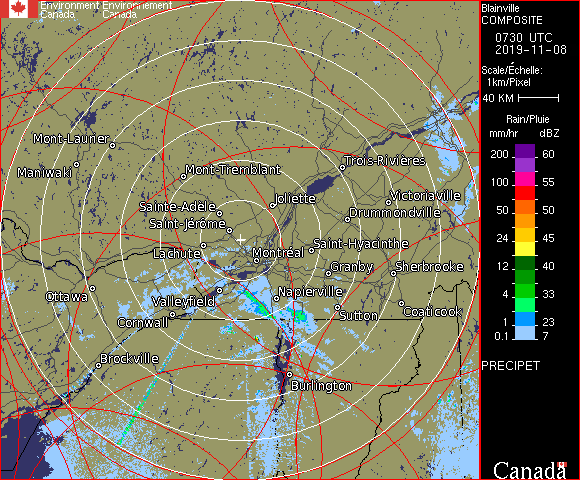 Environment Environnement
Canada Canada
Blainville
COMPOSITE
0730 UTC
2019-11-08
Scale/Échelle:
1km/Pixel
40 KM
Rain/Pluie
mm/hr dBZ
200 60
100 55
50 50
24 45
12 40
4 33
1 23
0.1 7
PRECIPET
Canada
Mont-Laurier
Maniwaki
Mont-Tremblant
Trois-Rivières
Joliette
Victoriaville
Sainte-Adèle
Drummondville
Saint-Jérôme
Lachute
Saint-Hyacinthe
Montréal
Granby
Sherbrooke
Ottawa
Valleyfield
Napierville
Cornwall
Sutton
Coaticook
Brockville
Burlington